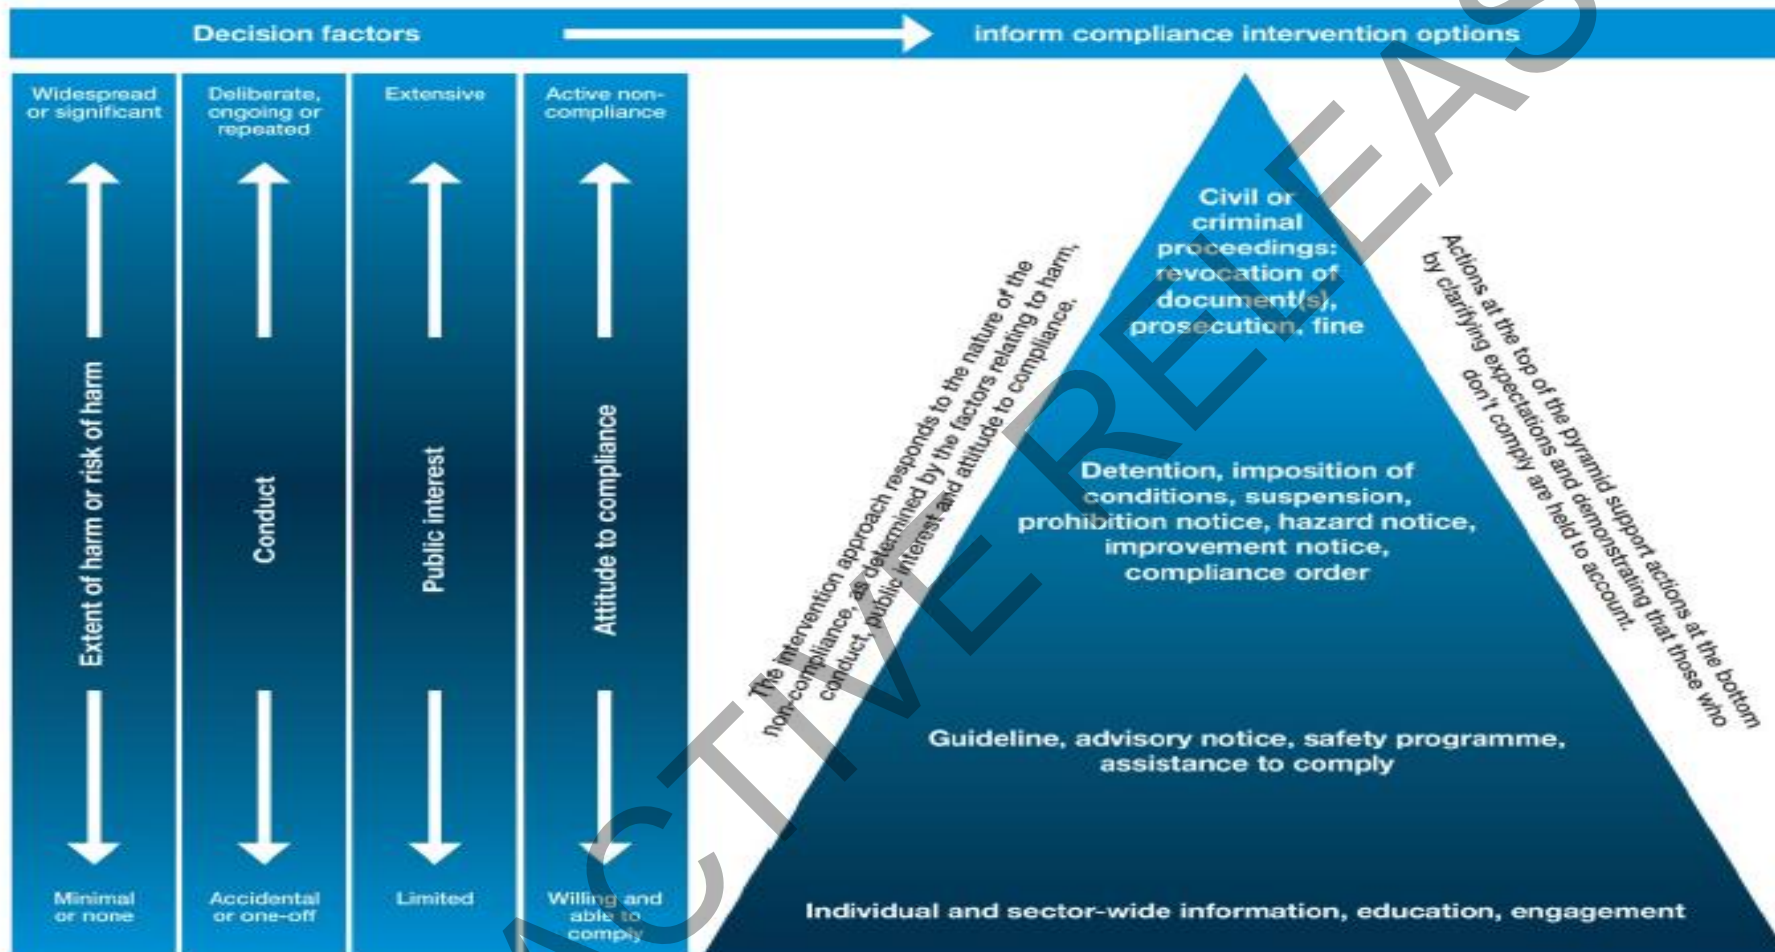 Decision factors
inform compliance intervention options
Widespread
or significant
Extent of harm or risk of harm
Minimal
or none
Deliberate,
ongoing or
repeated
Conduct
Accidental
or one-off
Extensive
Public interest
Limited
Active non-
compliance
Attitude to compliance
Willing and
able to
comply
The intervention approach responds to the nature of the
non-compliance, as determined by the factors relating to harm,
conduct, public interest and attitude to compliance.
Civil or
criminal
proceedings:
revocation of
document(s),
prosecution, fine
Detention, imposition of
conditions, suspension,
prohibition notice, hazard notice,
improvement notice,
compliance order
Guideline, advisory notice, safety programme,
assistance to comply
Individual and sector-wide information, education, engagement
Actions at the top of the pyramid support actions at the bottom
by clarifying expectations and demonstrating that those who
don't comply are held to account.
ACTIVE RELEAS